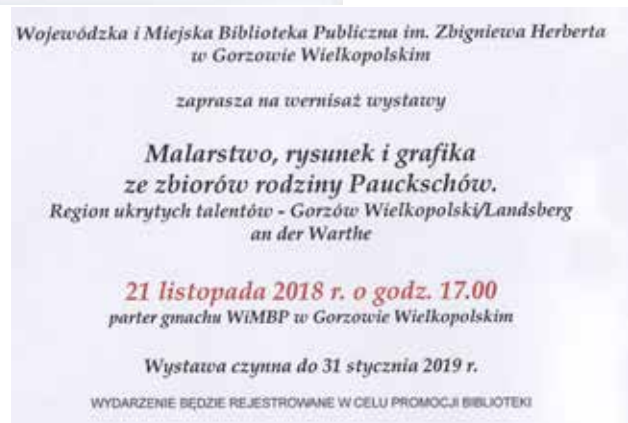 Wojewódzka i Miejska Biblioteka Publiczna im. Zbigniewa Herberta
w Gorzowie Wielkopolskim
zaprasza na wernisaż wystawy
Malarstwo, rysunek i grafika
ze zbiorów rodziny Pauckschów.
Region ukrytych talentów - Gorzów Wielkopolski/Landsberg
an der Warthe
21 listopada 2018 r. o godz. 17.00
parter gmachu WiMBP w Gorzowie Wielkopolskim
Wystawa czynna do 31 stycznia 2019 r.
WYDARZENIE BĘDZIE REJESTROWANE W CELU PROMOCJI BIBLIOTEKI